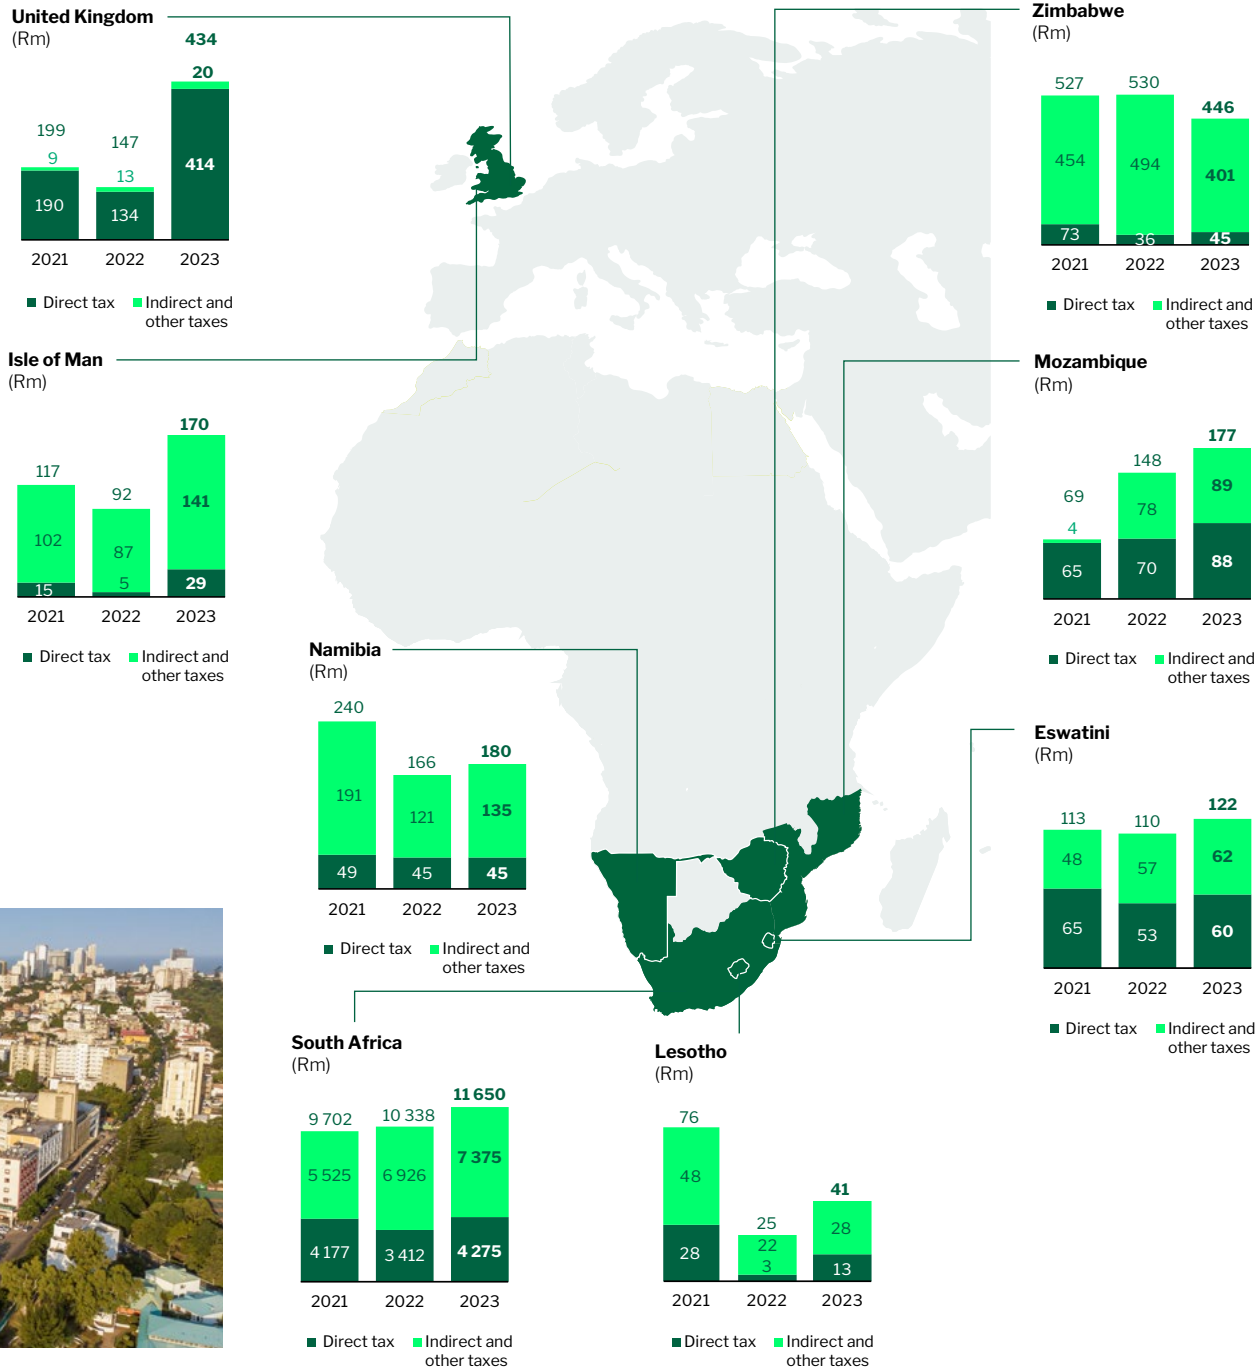 United Kingdom
(Rm)
434
20
199
147
9
13
414
190
134
2021 2022 2023
Direct tax Indirect and
other taxes
Zimbabwe
(Rm)
527 530
446
454 494
401
73 36 45
2021 2022 2023
Direct tax Indirect and
other taxes
Isle of Man
(Rm)
170
117
92
141
102
87
15 5 29
2021 2022 2023
Direct tax Indirect and
other taxes
Mozambique
(Rm)
177
148
69
89
4
78
65 70 88
2021 2022 2023
Direct tax Indirect and
other taxes
Namibia
(Rm)
240
166 180
191
121 135
49 45 45
2021 2022 2023
Direct tax Indirect and
other taxes
Eswatini
(Rm)
113 110 122
48 57 62
65 53 60
2021 2022 2023
Direct tax Indirect and
other taxes
South Africa
(Rm)
9 702 10 338 11 650
5 525 6 926 7 375
4 177 3 412 4 275
2021 2022 2023
Direct tax Indirect and
other taxes
Lesotho
(Rm)
76
41
48
25
22 28
28 3 13
2021 2022 2023
Direct tax Indirect and
other taxes